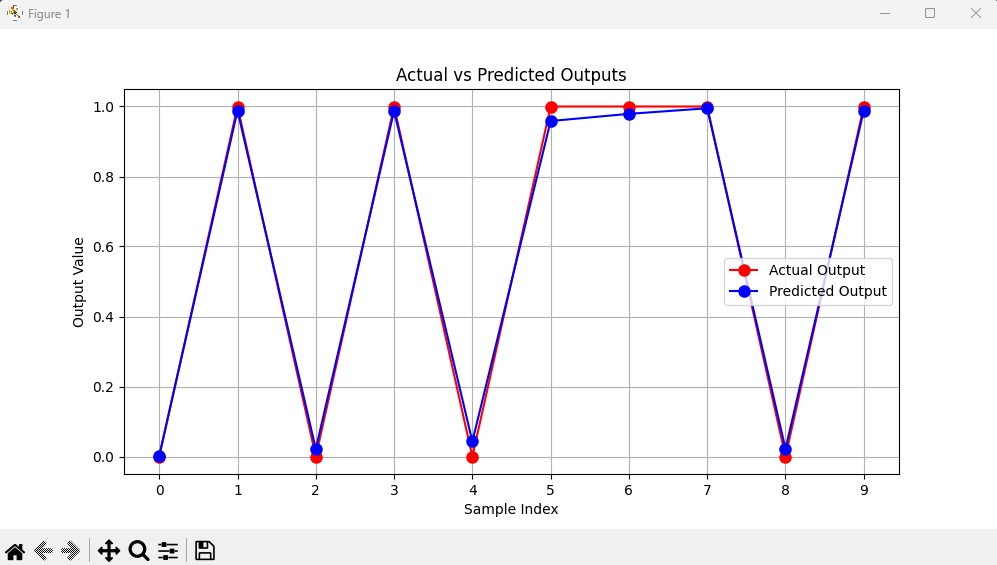 Figure 1
Actual vs Predicted Outputs
1.0
0.8
0.6
0.4
0.2
0.0
Output Value
Actual Output
Predicted Output
0 1 2 3 4 5 6 7 8 9
Sample Index